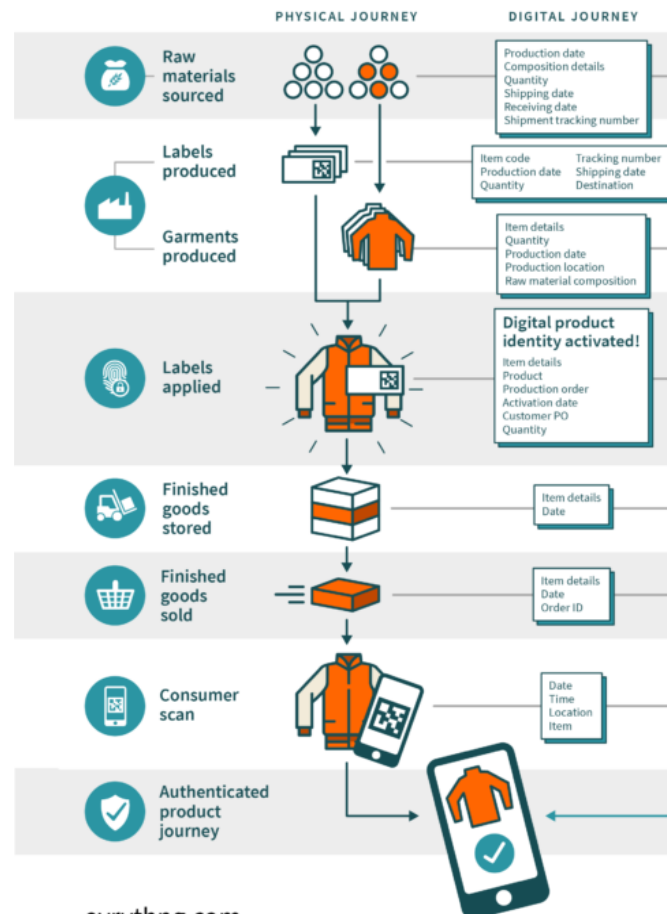 PHYSICAL JOURNEY
DIGITAL JOURNEY
Raw
materials
sourced
Production date
Composition details
Quantity
Shipping date
Receiving date
Shipment tracking number
Labels
produced
Item code
Production date
Quantity
Tracking number
Shipping date
Destination
Garments
produced
Item details
Quantity
Production date
Production location
Raw material composition
Labels
applied
Digital product
identity activated!
Item details
Product
Production order
Activation date
Customer PO
Quantity
Finished
goods
stored
Item details
Date
Finished
goods
sold
Item details
Date
Order ID
Consumer
scan
Date
Time
Location
Item
Authenticated
product
journey